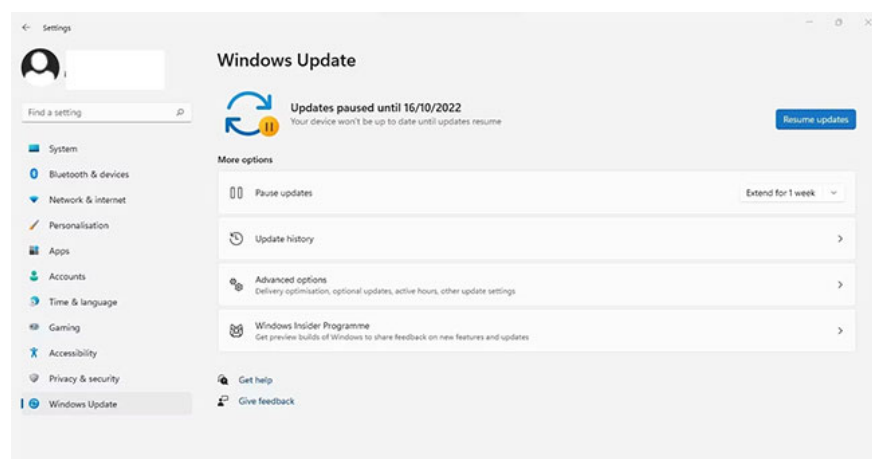 Settings
Find a setting
System
Bluetooth & devices
Network & internet
Personalisation
Apps
Accounts
Time & language
Gaming
Accessibility
Privacy & security
Windows Update
Windows Update
Updates paused until 16/10/2022
Your device won't be up to date until updates resume
Resume updates
More options
Pause updates
Extend for 1 week
Update history
Advanced options
Delivery optimisation, optional updates, active hours, other update settings
Windows Insider Programme
Get preview builds of Windows to share feedback on new features and updates
Get help
Give feedback